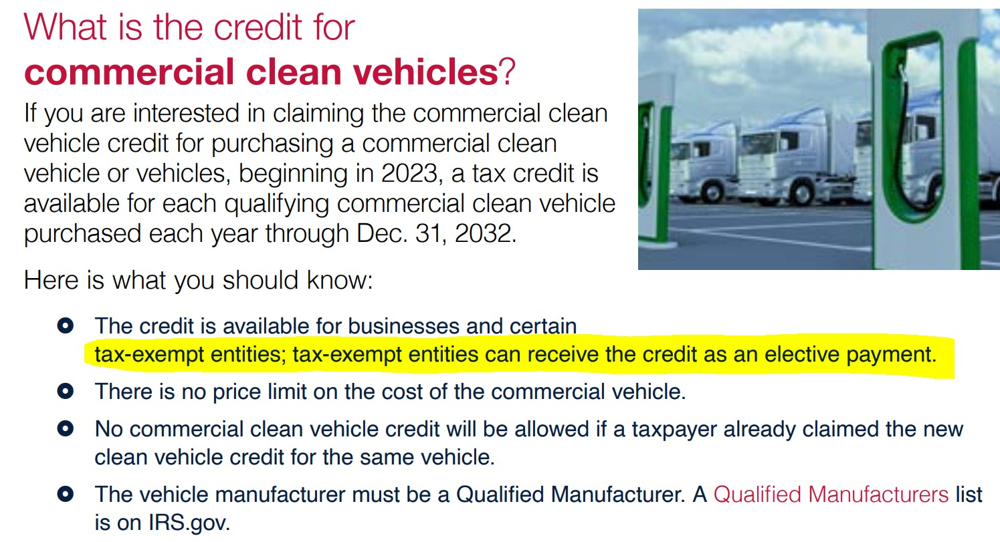 What is the credit for
commercial clean vehicles?
If you are interested in claiming the commercial clean
vehicle credit for purchasing a commercial clean
vehicle or vehicles, beginning in 2023, a tax credit is
available for each qualifying commercial clean vehicle
purchased each year through Dec. 31, 2032.
Here is what you should know:
The credit is available for businesses and certain
tax-exempt entities; tax-exempt entities can receive the credit as an elective payment.
There is no price limit on the cost of the commercial vehicle.
No commercial clean vehicle credit will be allowed if a taxpayer already claimed the new
clean vehicle credit for the same vehicle.
The vehicle manufacturer must be a Qualified Manufacturer. A Qualified Manufacturers list
is on IRS.gov.